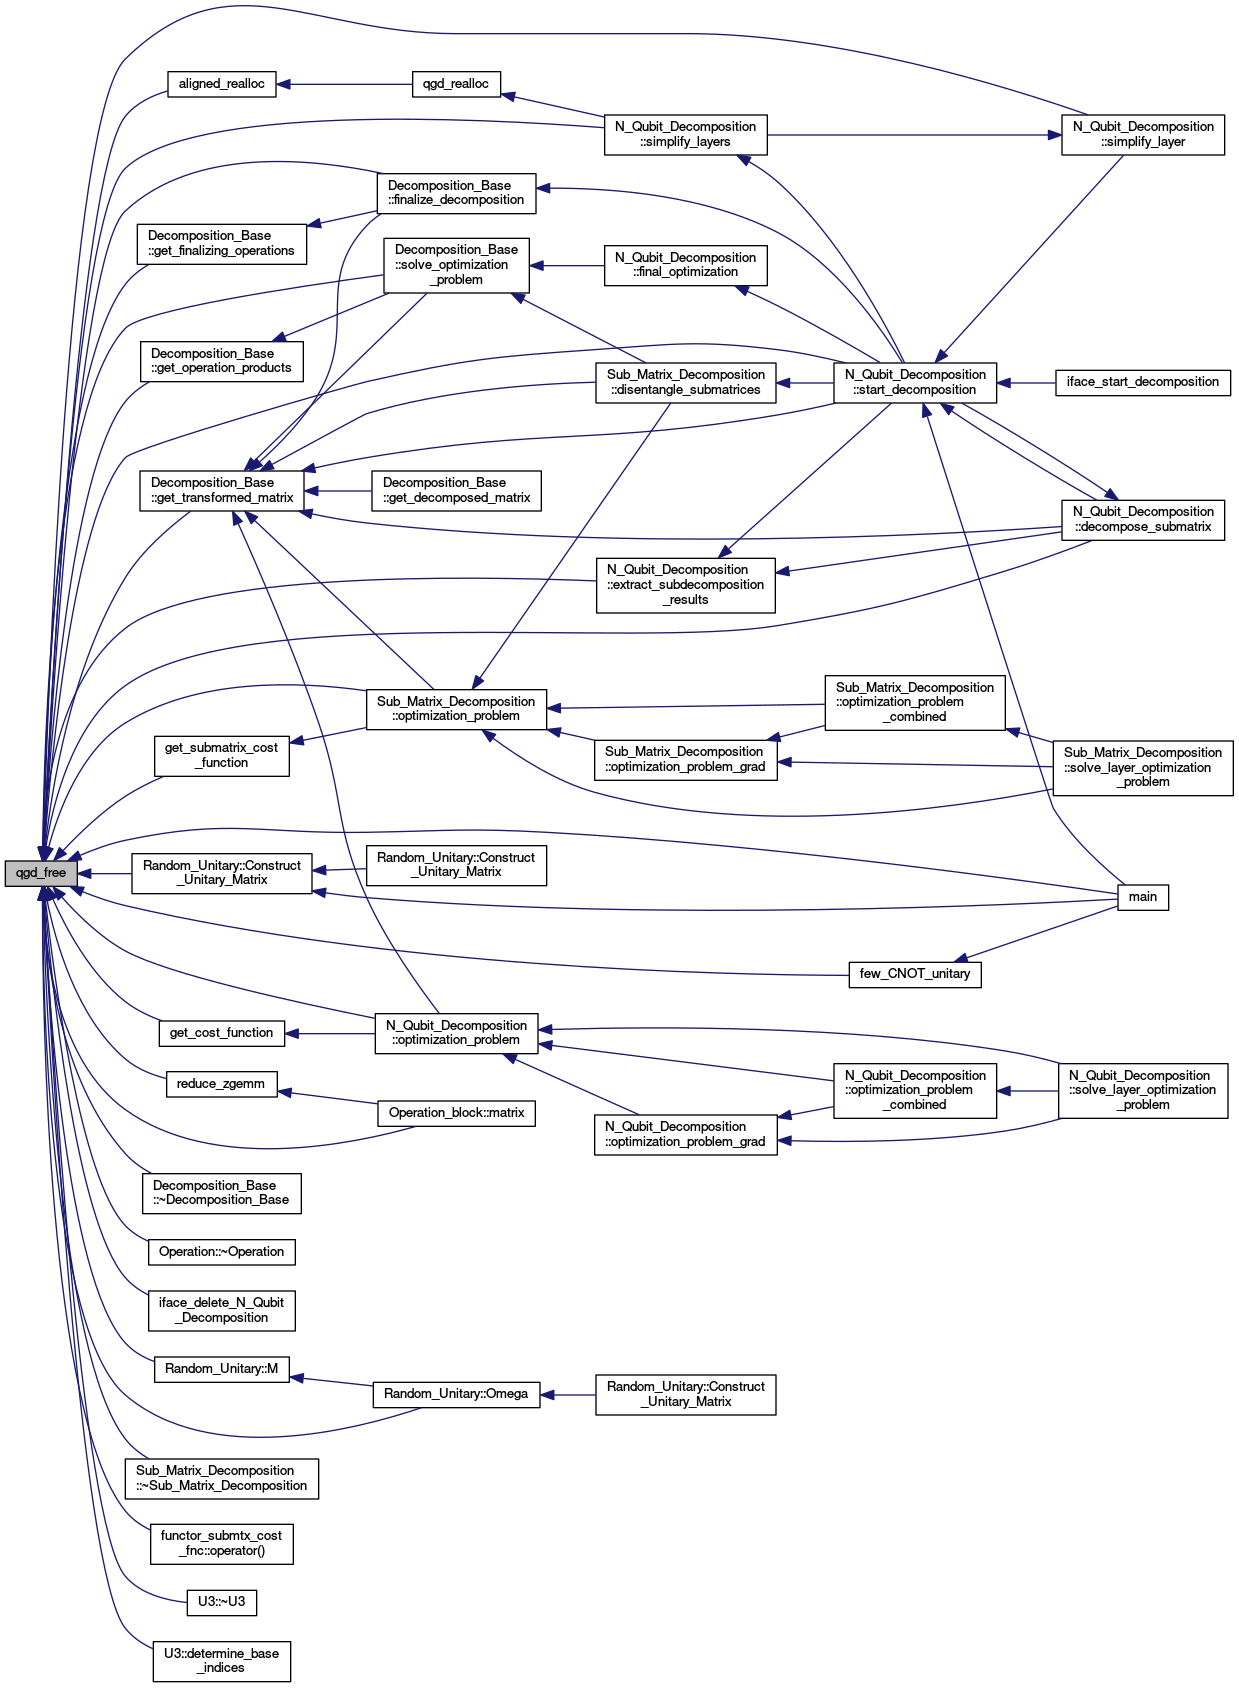 aligned_realloc
qgd_realloc
N_Qubit_Decomposition
::simplify_layers
N_Qubit_Decomposition
::simplify_layer
Decomposition_Base
::finalize_decomposition
Decomposition_Base
::get_finalizing_operations
Decomposition_Base
::solve_optimization
_problem
N_Qubit_Decomposition
::final_optimization
Decomposition_Base
::get_operation_products
Sub_Matrix_Decomposition
::disentangle_submatrices
N_Qubit_Decomposition
::start_decomposition
iface_start_decomposition
Decomposition_Base
::get_transformed_matrix
Decomposition_Base
::get_decomposed_matrix
N_Qubit_Decomposition
::decompose_submatrix
N_Qubit_Decomposition
::extract_subdecomposition
_results
Sub_Matrix_Decomposition
::optimization_problem
Sub_Matrix_Decomposition
::optimization_problem
_combined
get_submatrix_cost
_function
Sub_Matrix_Decomposition
::optimization_problem_grad
Sub_Matrix_Decomposition
::solve_layer_optimization
_problem
qgd_free
Random_Unitary::Construct
_Unitary_Matrix
Random_Unitary::Construct
_Unitary_Matrix
main
few_CNOT_unitary
get_cost_function
N_Qubit_Decomposition
::optimization_problem
reduce_zgemm
Operation_block::matrix
N_Qubit_Decomposition
::optimization_problem
_combined
N_Qubit_Decomposition
::solve_layer_optimization
_problem
N_Qubit_Decomposition
::optimization_problem_grad
Decomposition_Base
::~Decomposition_Base
Operation::~Operation
iface_delete_N_Qubit
_Decomposition
Random_Unitary::M
Random_Unitary::Omega
Random_Unitary::Construct
_Unitary_Matrix
Sub_Matrix_Decomposition
::~Sub_Matrix_Decomposition
functor_submtx_cost
_fnc::operator()
U3::~U3
U3::determine_base
_indices